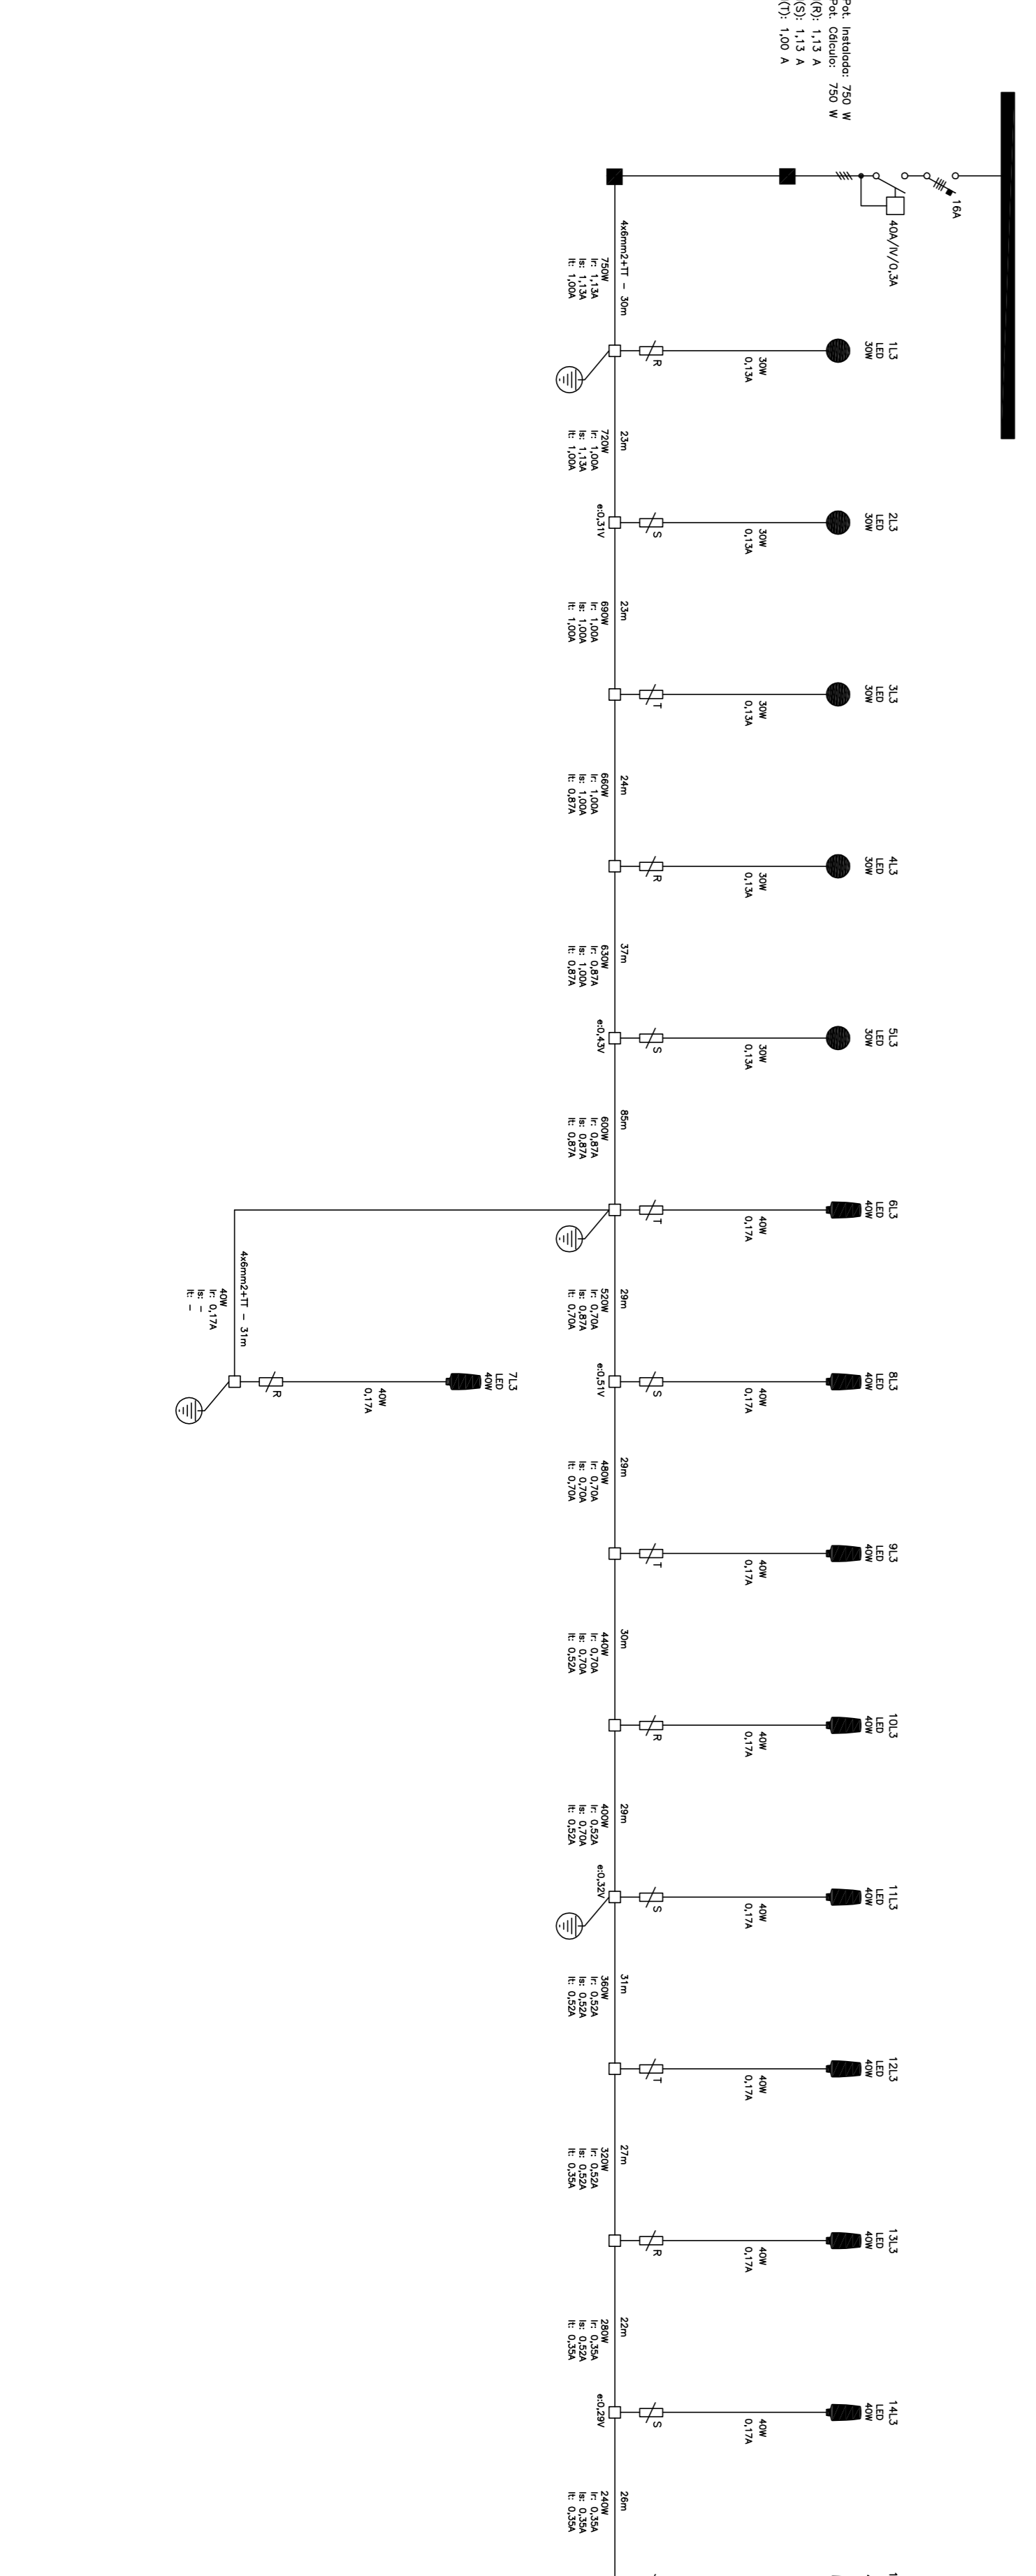 Pot. Instalada: 750 W
Pot. Cálculo: 750 W
(R): 1,13 A
(S): 1,13 A
(T): 1,00 A
16A
40A/IV/0,3A
4x6mm2+TT - 30m
750W
Ir: 1,13A
Is: 1,13A
It: 1,00A
1L3
LED
30W
30W
0,13A
R
23m
720W
Ir: 1,00A
Is: 1,13A
It: 1,00A
2L3
LED
30W
30W
0,13A
S
e:0,31V
23m
690W
Ir: 1,00A
Is: 1,00A
It: 1,00A
3L3
LED
30W
30W
0,13A
T
24m
660W
Ir: 1,00A
Is: 1,00A
It: 0,87A
4L3
LED
30W
30W
0,13A
R
37m
630W
Ir: 0,87A
Is: 1,00A
It: 0,87A
5L3
LED
30W
30W
0,13A
S
e:0,43V
85m
600W
Ir: 0,87A
Is: 0,87A
It: 0,87A
6L3
LED
40W
40W
0,17A
T
4x6mm2+TT - 31m
40W
Ir: 0,17A
Is: -
It: -
7L3
LED
40W
40W
0,17A
R
29m
520W
Ir: 0,70A
Is: 0,87A
It: 0,70A
8L3
LED
40W
40W
0,17A
S
e:0,51V
29m
480W
Ir: 0,70A
Is: 0,70A
It: 0,70A
9L3
LED
40W
40W
0,17A
T
30m
440W
Ir: 0,70A
Is: 0,70A
It: 0,52A
10L3
LED
40W
40W
0,17A
R
29m
400W
Ir: 0,52A
Is: 0,70A
It: 0,52A
11L3
LED
40W
40W
0,17A
S
e:0,32V
31m
360W
Ir: 0,52A
Is: 0,52A
It: 0,52A
12L3
LED
40W
40W
0,17A
T
27m
320W
Ir: 0,52A
Is: 0,52A
It: 0,35A
13L3
LED
40W
40W
0,17A
R
22m
280W
Ir: 0,35A
Is: 0,52A
It: 0,35A
14L3
LED
40W
40W
0,17A
S
e:0,29V
26m
240W
Ir: 0,35A
Is: 0,35A
It: 0,35A